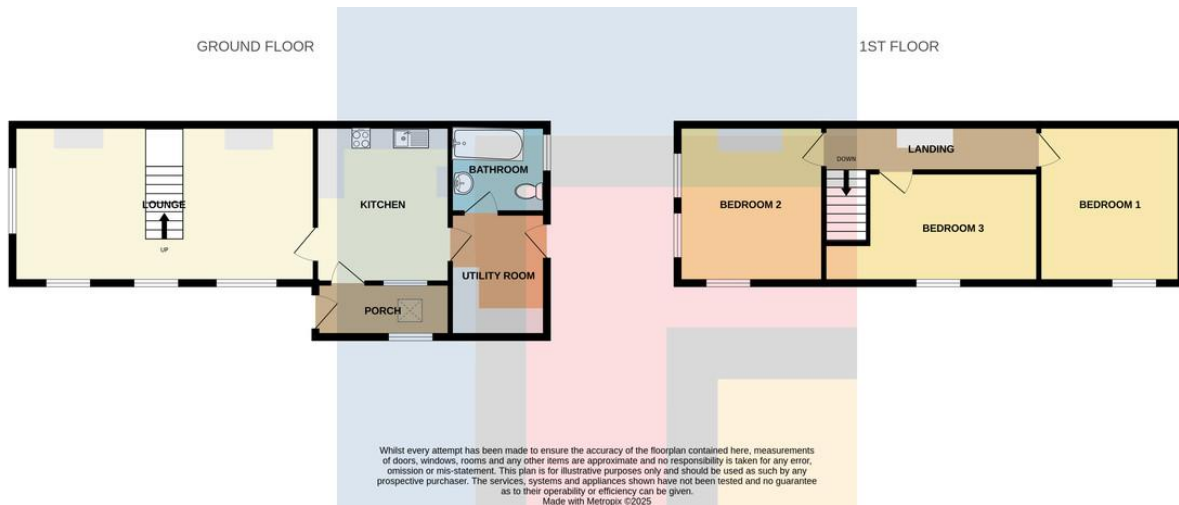 GROUND FLOOR
1ST FLOOR
BATHROOM
LOUNGE
UP
KITCHEN
UTILITY ROOM
PORCH
LANDING
DOWN
BEDROOM 2
BEDROOM 1
BEDROOM 3
Whilst every attempt has been made to ensure the accuracy of the floorplan contained here, measurements
of doors, windows, rooms and any other items are approximate and no responsibility is taken for any error,
omission or mis-statement. This plan is for illustrative purposes only and should be used as such by any
prospective purchaser. The services, systems and appliances shown have not been tested and no guarantee
as to their operability or efficiency can be given.
Made with Metropix ©2025